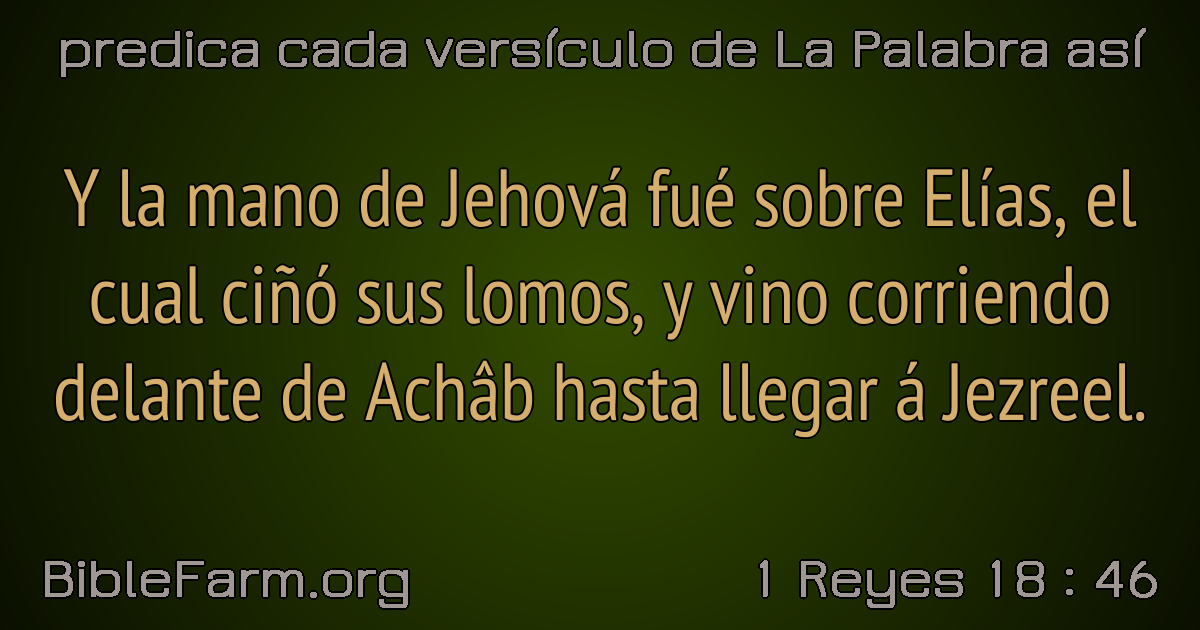 predica cada versículo de La Palabra así
Y la mano de Jehová fué sobre Elías, el
cual ciñó sus lomos, y vino corriendo
delante de Achâb hasta llegar á Jezreel.
BibleFarm.org
1 Reyes 18 : 46